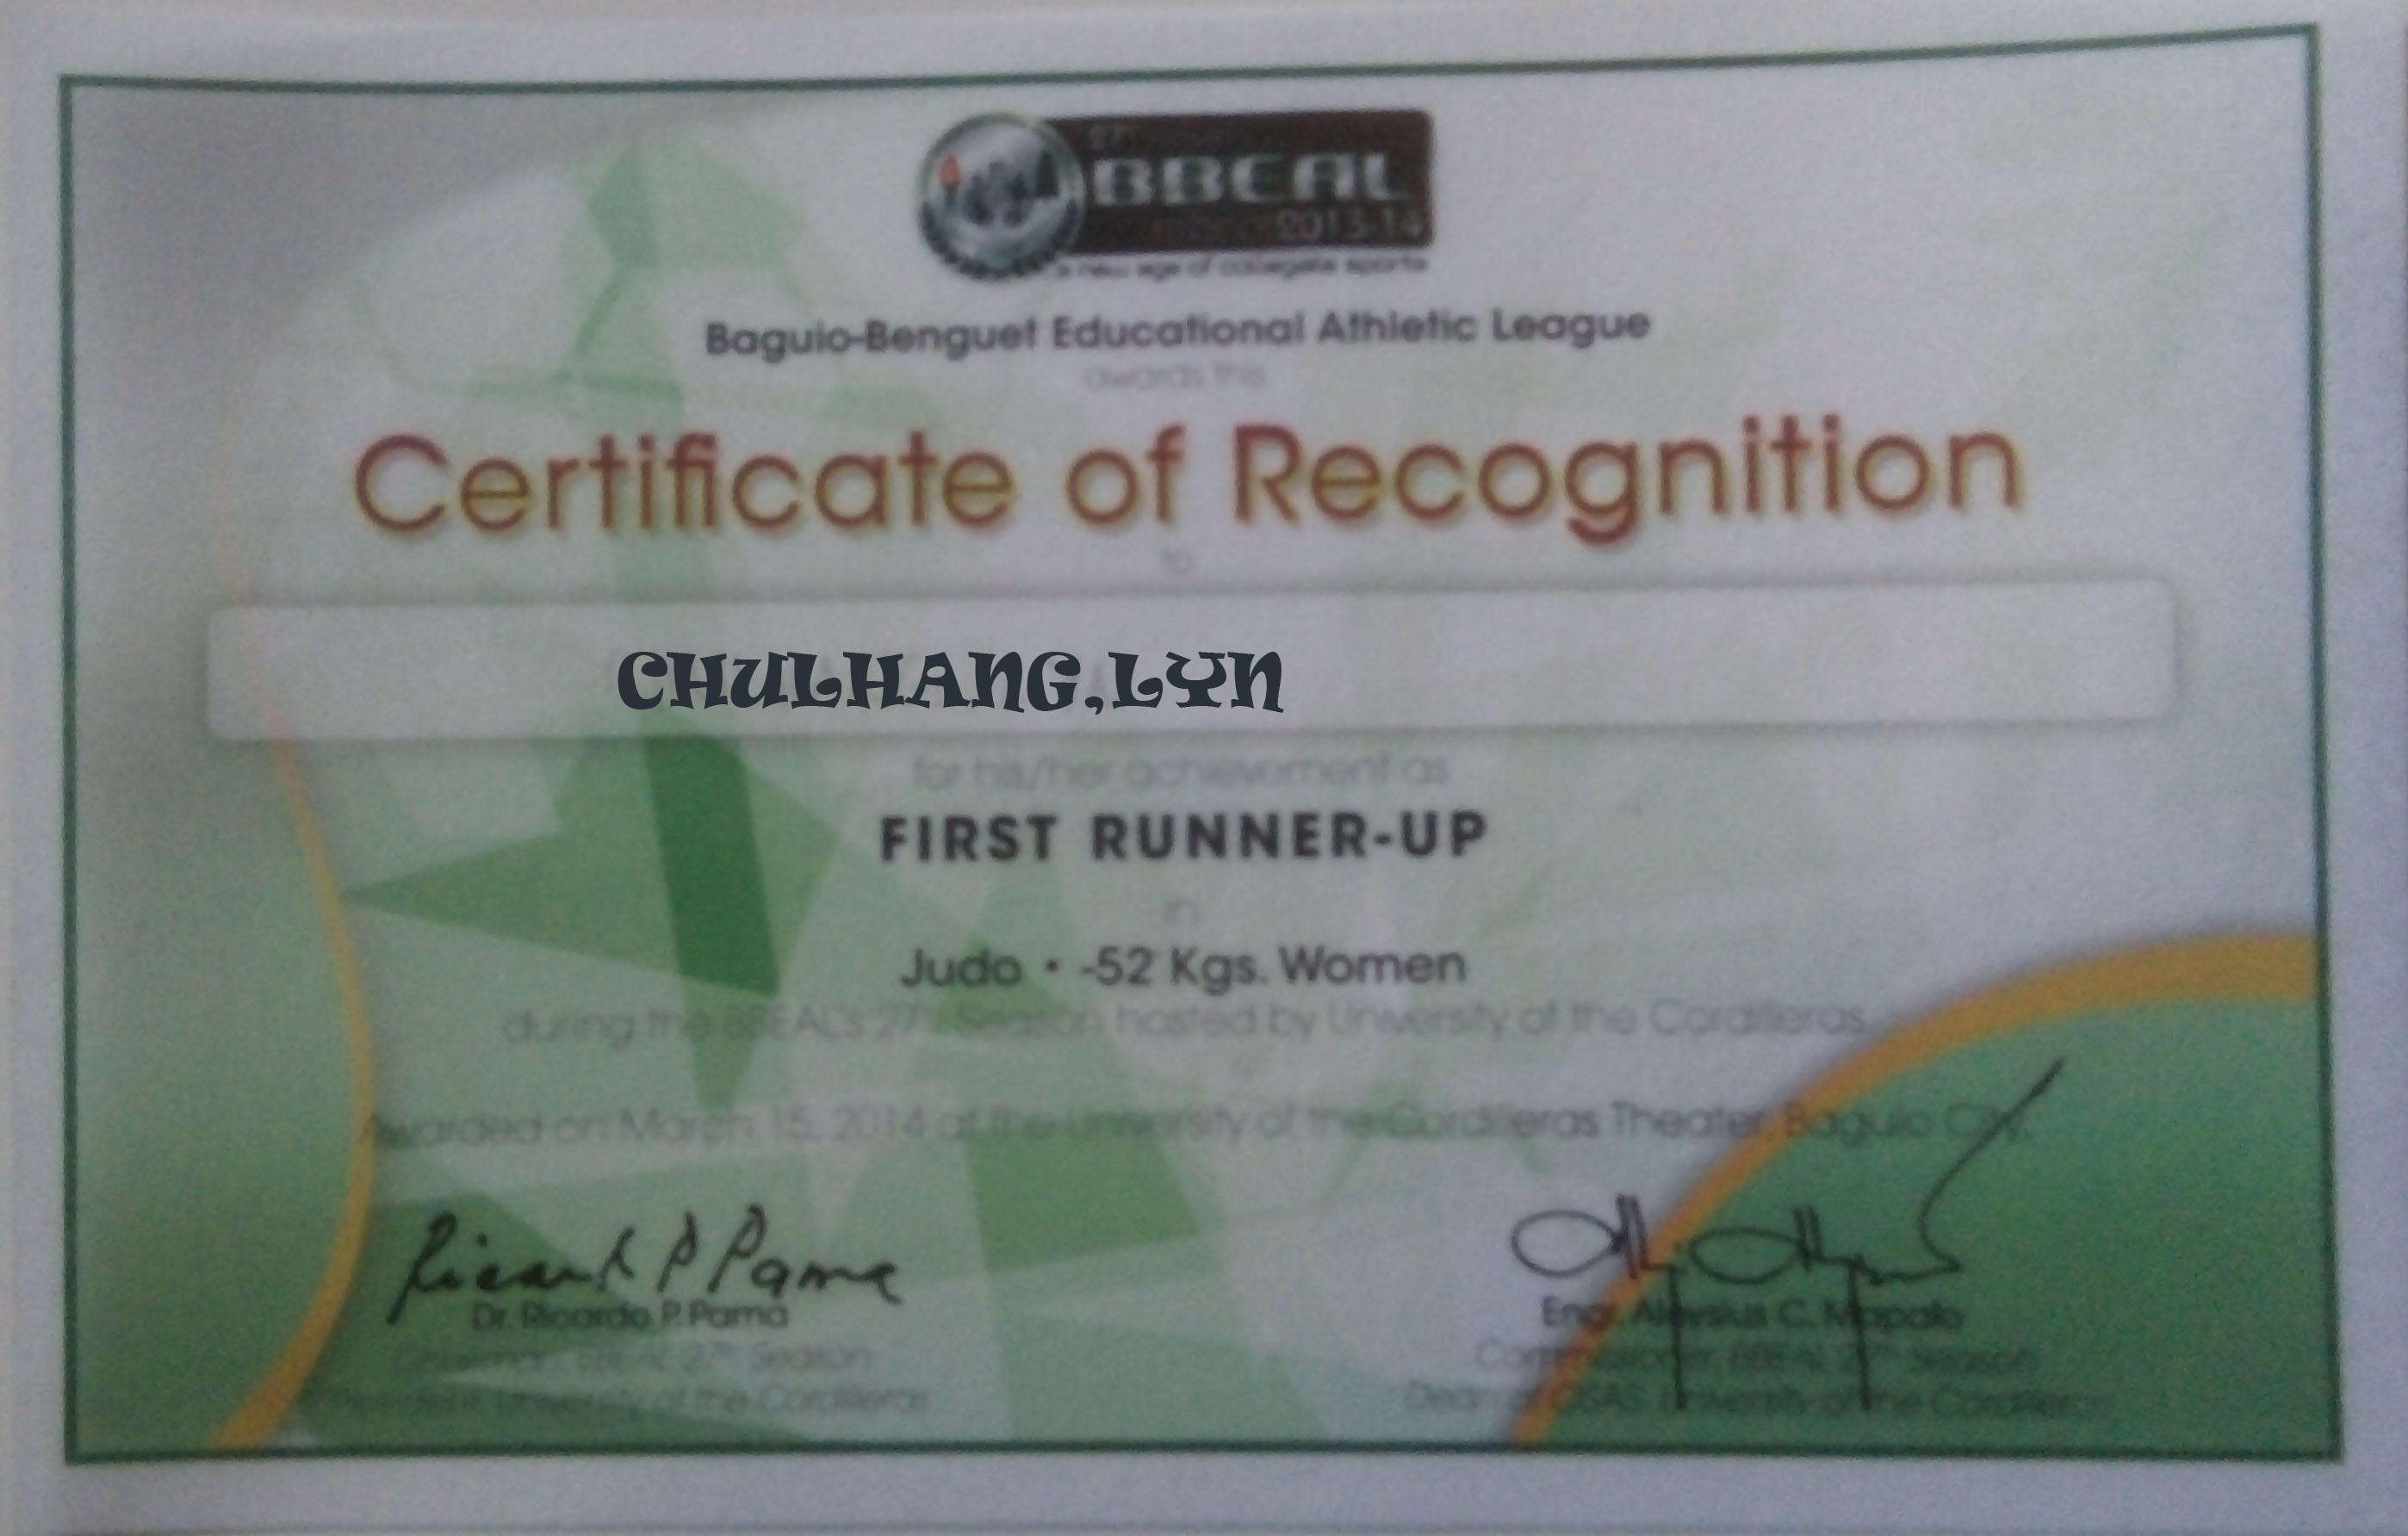 27th
BBEAL
2013-14
a new age of collegiate sports
Baguio-Benguet Educational Athletic League
awards this
Certificate of Recognition
to
CHULHANG,LYN
for his/her achievement as
FIRST RUNNER-UP
in
Judo • -52 Kgs. Women
during the BBEAL's 27th Season hosted by University of the Cordilleras.
Awarded on March 15, 2014 at the University of the Cordilleras Theater, Baguio City.
Ricardo P Pama
Dr. Ricardo P. Pama
Engr. Aloysius C. Mapalo
Chairman, BBEAL 27th Season
Commissioner, BBEAL 27th Season
President, University of the Cordilleras
Dean of OSAS, University of the Cordilleras